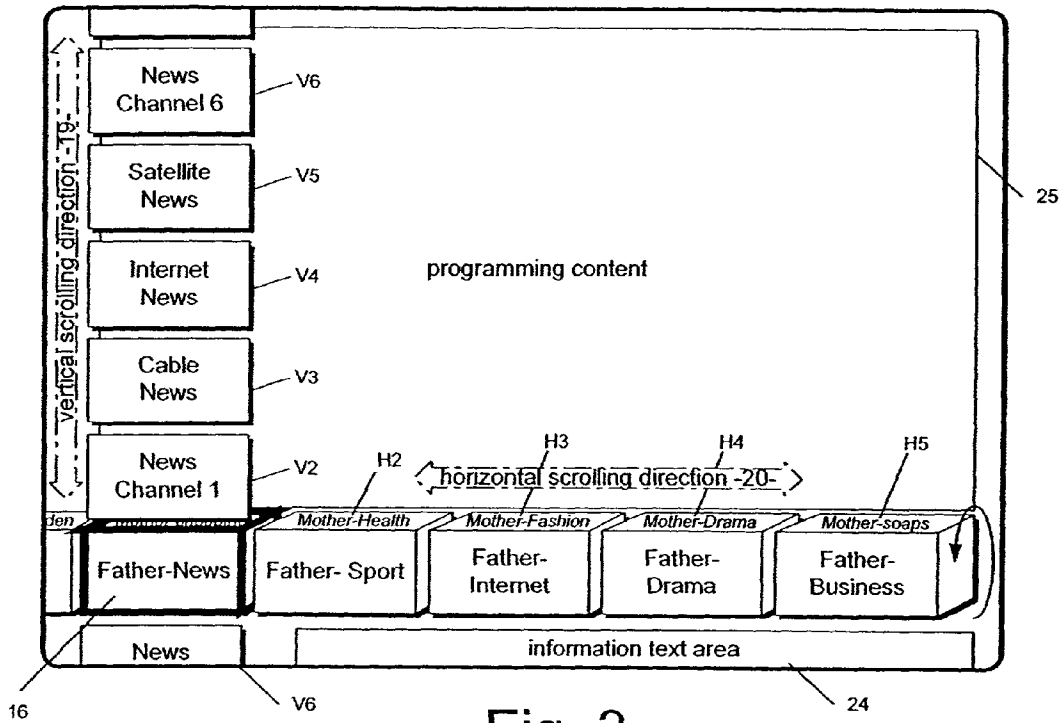 News
Channel 6
V6
Satellite
News
V5
25
vertical scrolling direction -19-
Internet
News
V4
programming content
Cable
News
V3
News
Channel 1
V2
H2
H3
H4
H5
horizontal scrolling direction -20-
den
Mother-Health
Mother-Fashion
Mother-Drama
Mother-soaps
Father-News
Father- Sport
Father-
Internet
Father-
Drama
Father-
Business
News
information text area
16
V6
24